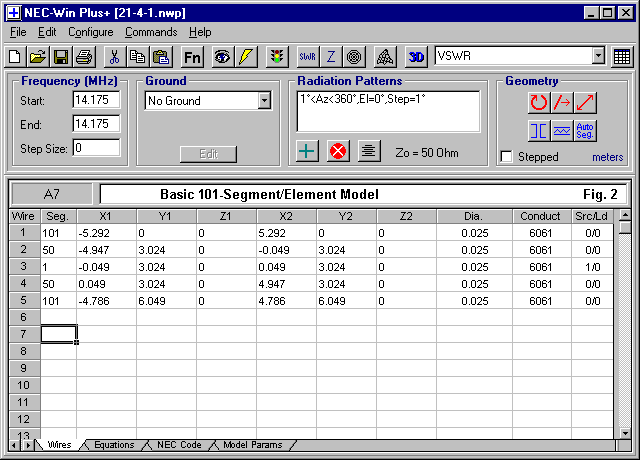 NEC-Win Plus+ [21-4-1.nwp]
File Edit Configure Commands Help
Fn SWR Z 3D VSWR
Frequency (MHz)
Start: 14.175
End: 14.175
Step Size: 0
Ground
No Ground
Edit
Radiation Patterns
1°<Az<360°,El=0°,Step=1°
Zo = 50 Ohm
Geometry
Auto Seg.
Stepped meters
A7 Basic 101-Segment/Element Model Fig. 2
Wire Seg. X1 Y1 Z1 X2 Y2 Z2 Dia. Conduct Src/Ld
1 101 -5.292 0 0 5.292 0 0 0.025 6061 0/0
2 50 -4.947 3.024 0 -0.049 3.024 0 0.025 6061 0/0
3 1 -0.049 3.024 0 0.049 3.024 0 0.025 6061 1/0
4 50 0.049 3.024 0 4.947 3.024 0 0.025 6061 0/0
5 101 -4.786 6.049 0 4.786 6.049 0 0.025 6061 0/0
6
7
8
9
10
11
12
13
Wires Equations NEC Code Model Params